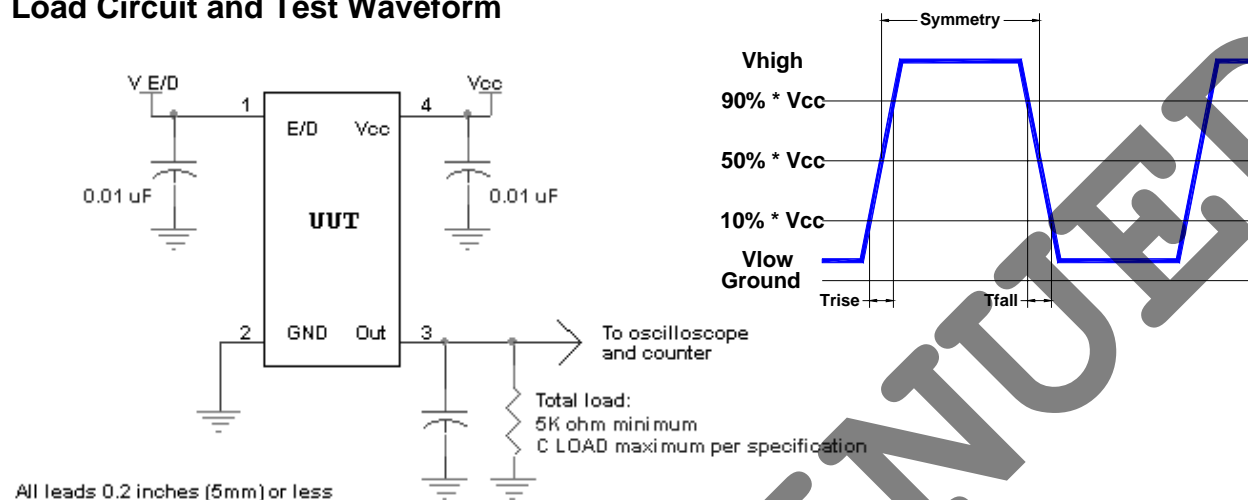 Load Circuit and Test Waveform
V E/D
Vcc
1
4
E/D
Vcc
0.01 uF
0.01 uF
UUT
2
GND
Out
3
To oscilloscope
and counter
Total load:
5K ohm minimum
C LOAD maximum per specification
All leads 0.2 inches (5mm) or less
Symmetry
Vhigh
90% * Vcc
50% * Vcc
10% * Vcc
Vlow
Ground
Trise
Tfall